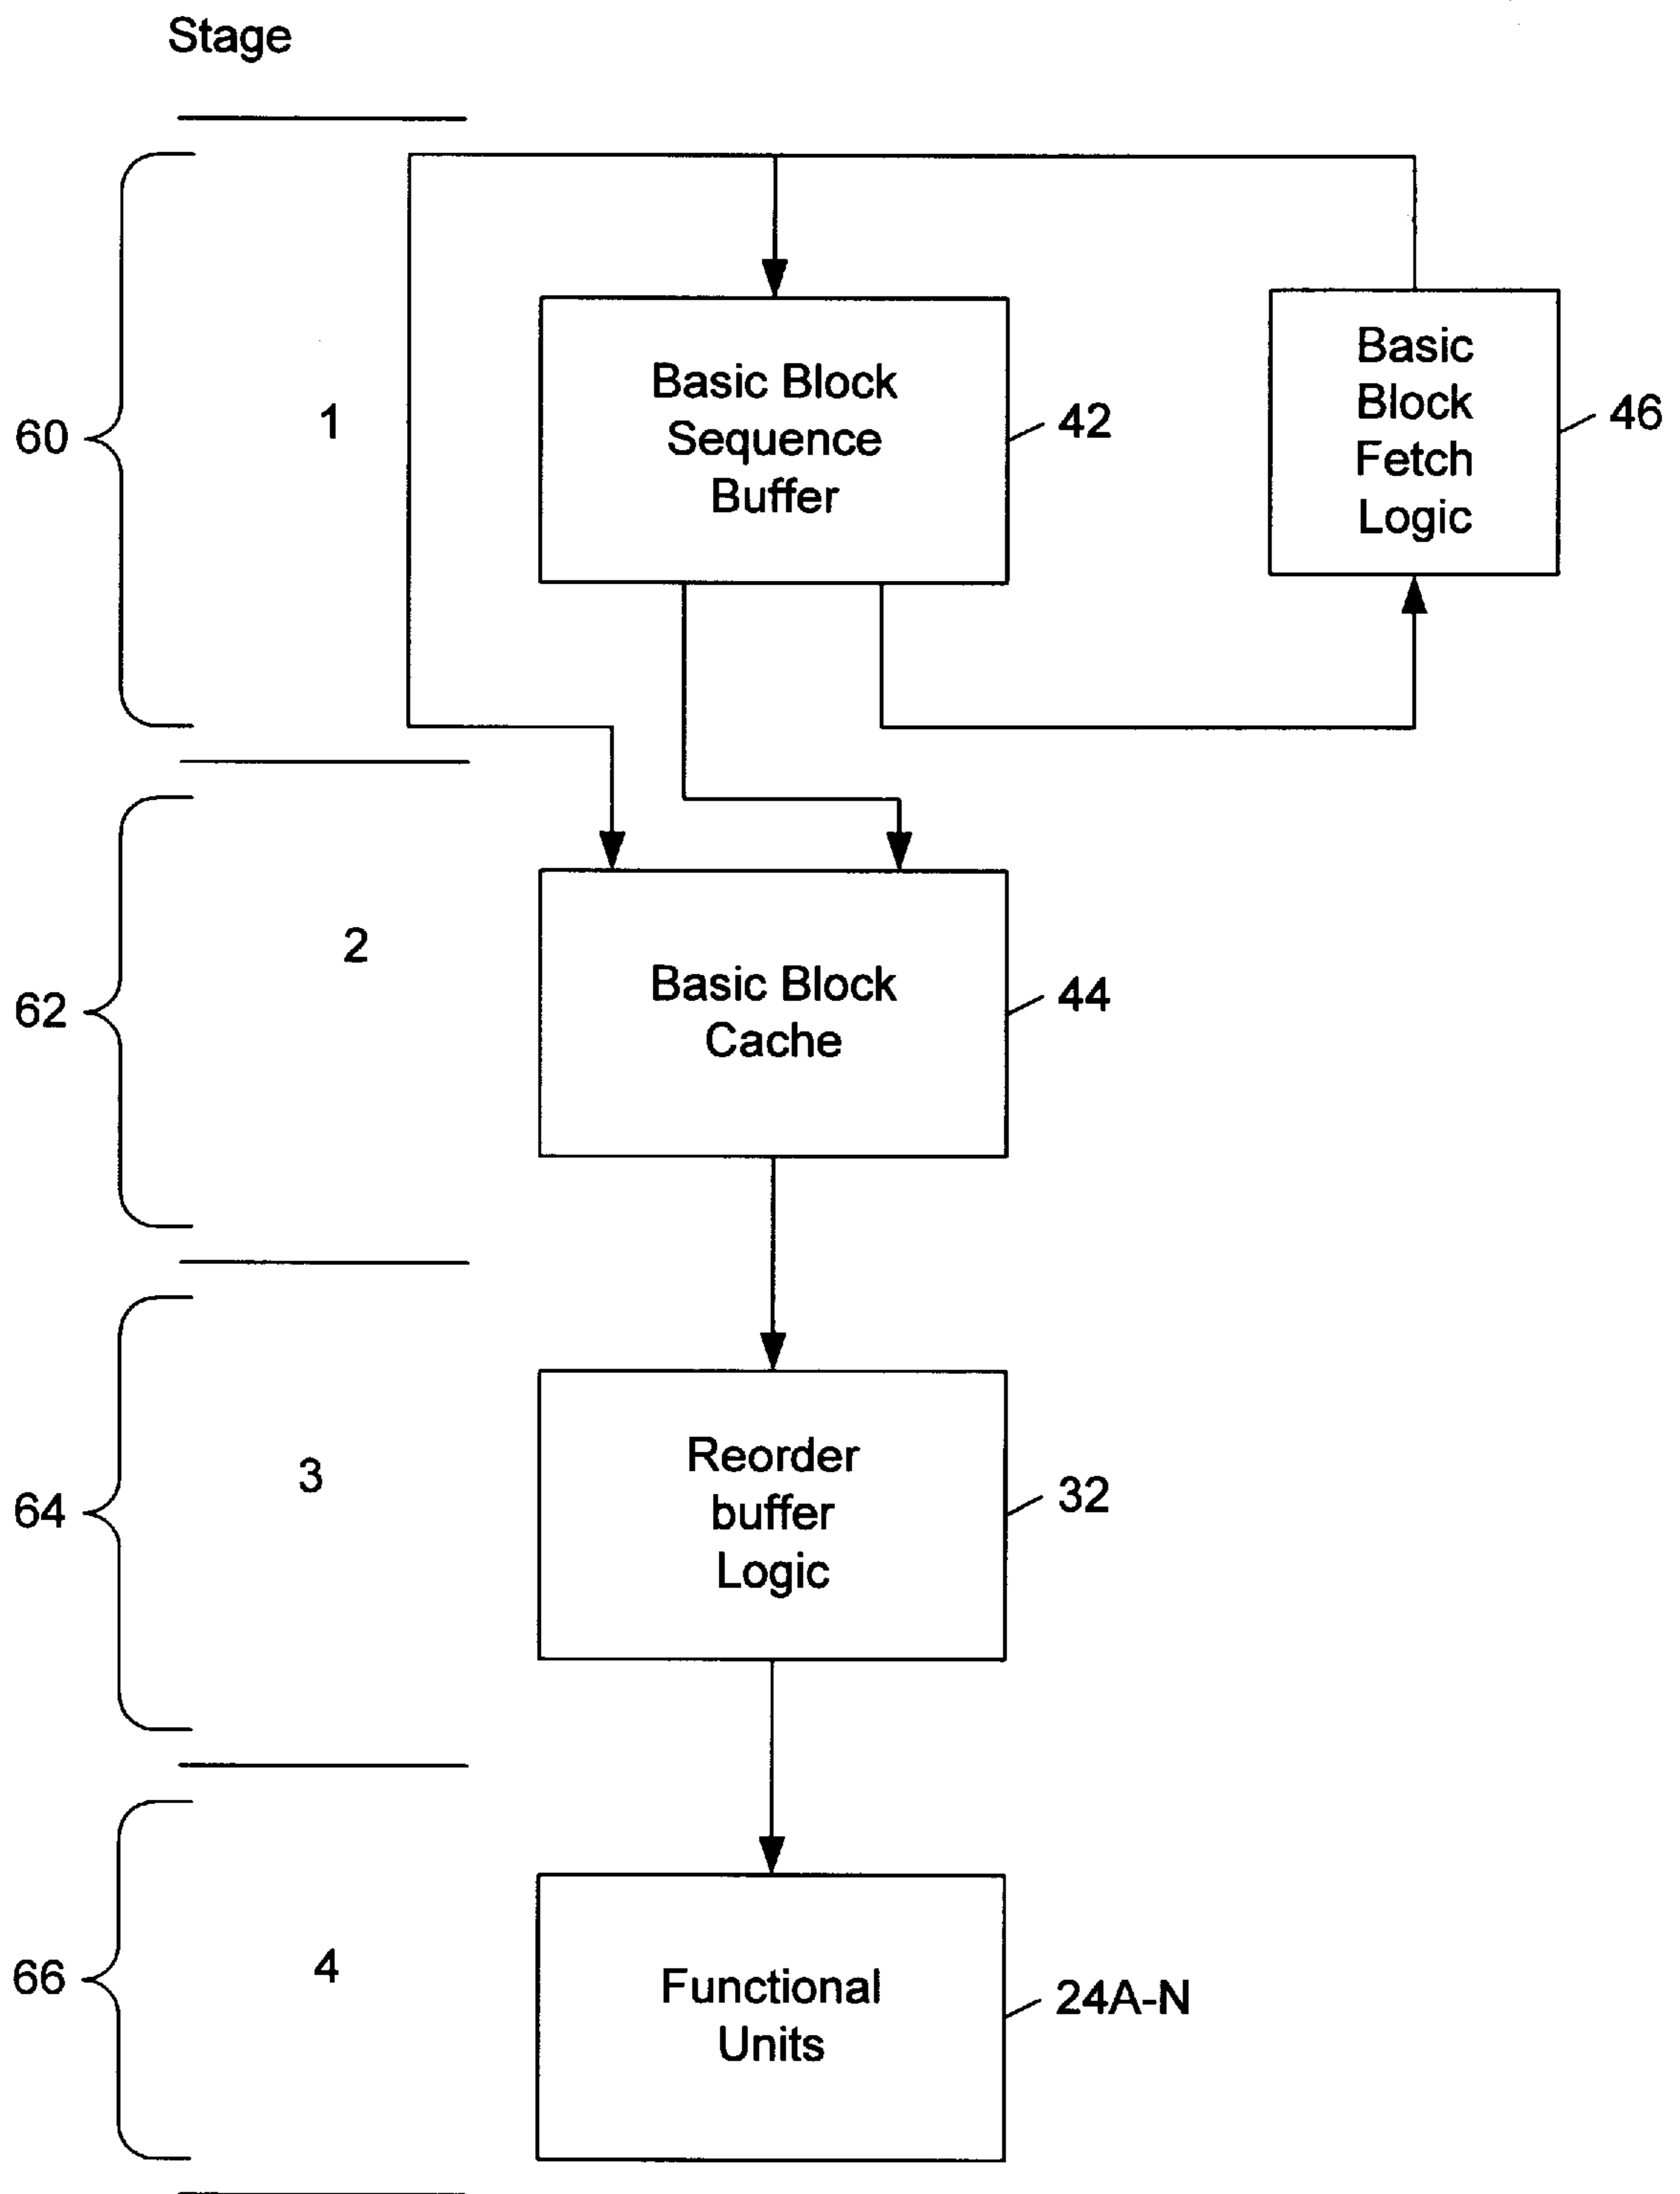 Stage
60
1
Basic Block
Sequence
Buffer
42
Basic
Block
Fetch
Logic
46
62
2
Basic Block
Cache
44
64
3
Reorder
buffer
Logic
32
66
4
Functional
Units
24A-N